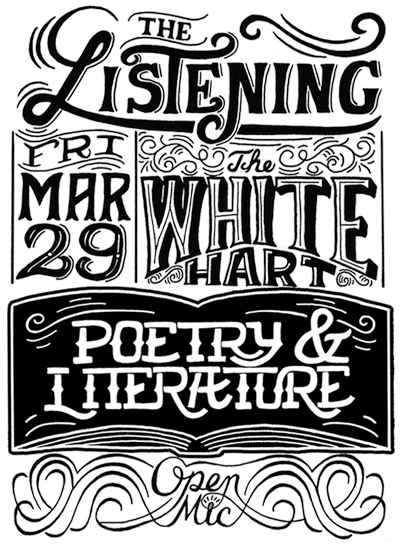 THE
LISTENING
FRI
MAR
29
The
WHITE
HART
POETRY &
LITERATURE
Open
Mic